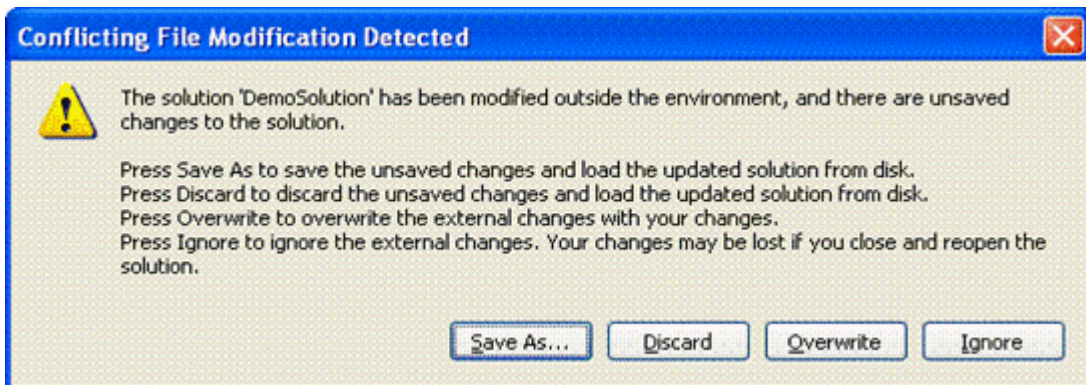 Conflicting File Modification Detected
The solution 'DemoSolution' has been modified outside the environment, and there are unsaved
changes to the solution.
Press Save As to save the unsaved changes and load the updated solution from disk.
Press Discard to discard the unsaved changes and load the updated solution from disk.
Press Overwrite to overwrite the external changes with your changes.
Press Ignore to ignore the external changes. Your changes may be lost if you close and reopen the
solution.
Save As... Discard Overwrite Ignore